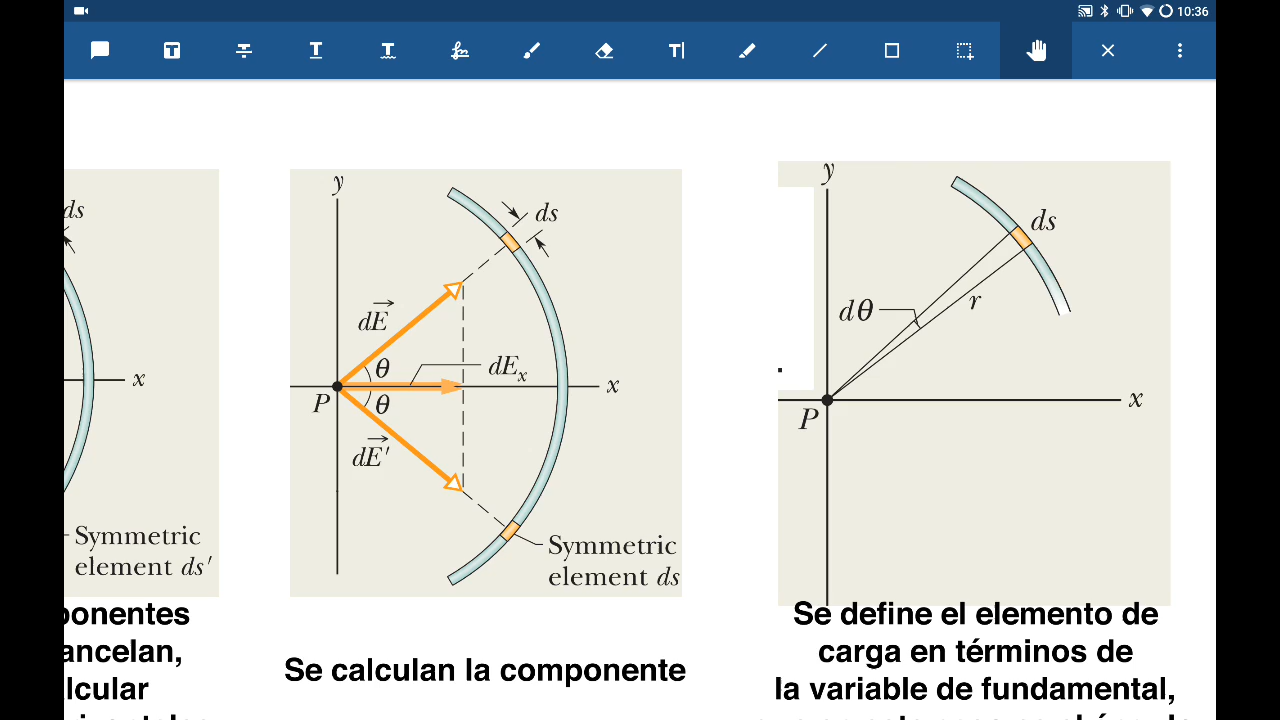 10:36
ds
x
Symmetric
element ds′
ponentes
ancelan,
lcular
y
ds
dE
θ
dEx
x
P
θ
dE′
Symmetric
element ds
Se calculan la componente
y
ds
dθ
r
x
P
Se define el elemento de
carga en términos de
la variable de fundamental,